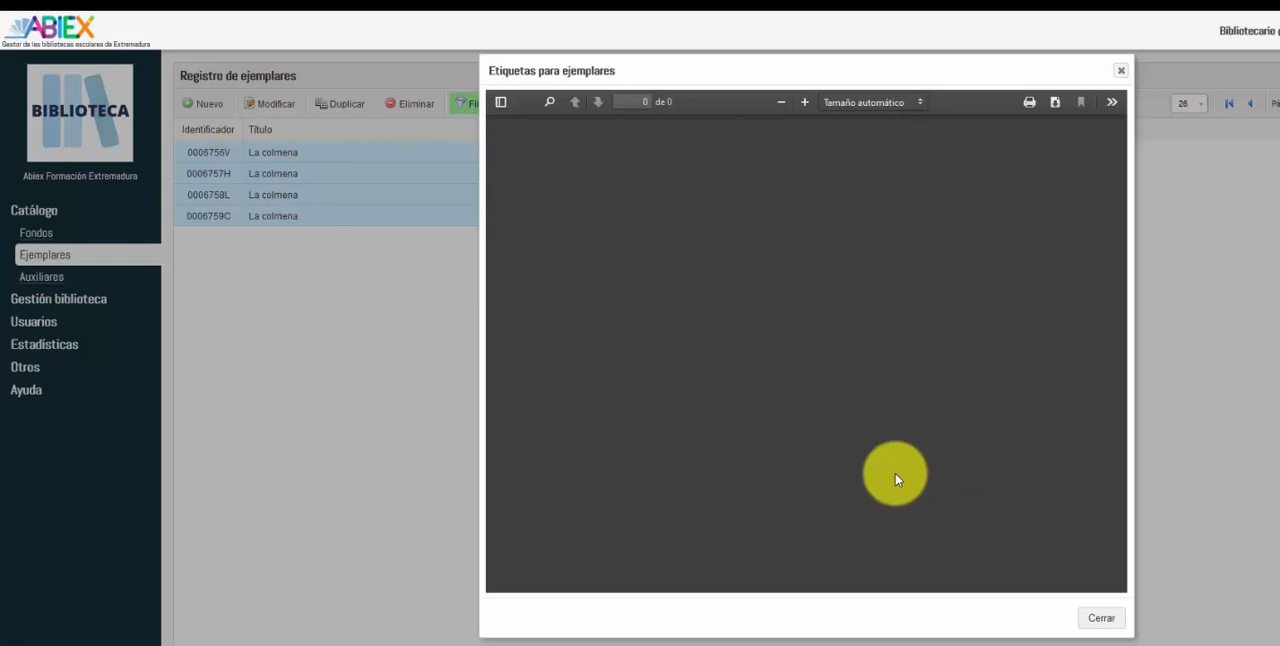 ABIEX
Gestor de las bibliotecas escolares de Extremadura
Bibliotecario
BIBLIOTECA
Abiex Formación Extremadura
Catálogo
Fondos
Ejemplares
Auxiliares
Gestión biblioteca
Usuarios
Estadísticas
Otros
Ayuda
Registro de ejemplares
Nuevo Modificar Duplicar Eliminar
Identificador Título
0006756V La colmena
0006757H La colmena
0006758L La colmena
0006759C La colmena
Etiquetas para ejemplares
0 de 0 Tamaño automático
26
Cerrar